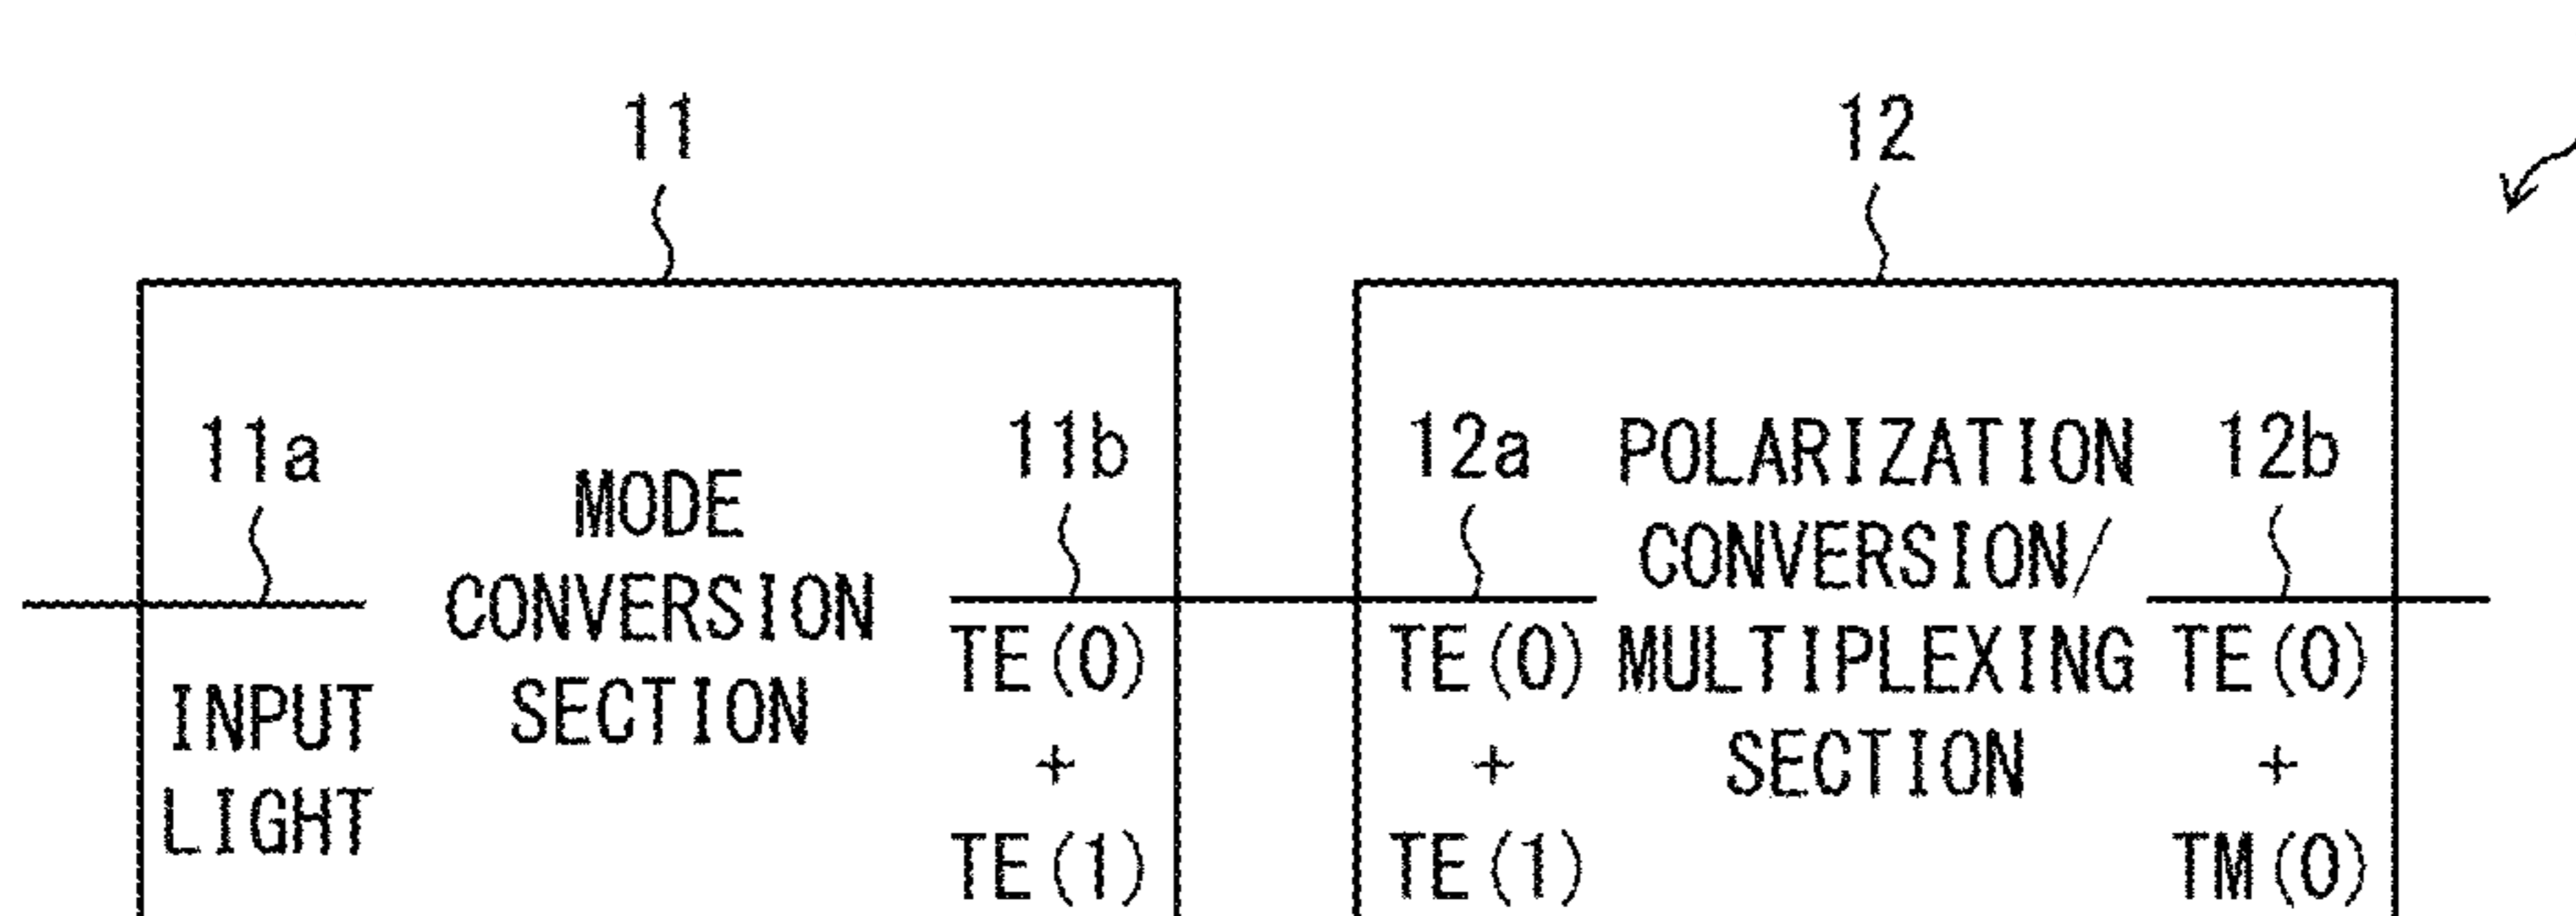 11
12
11a
MODE
CONVERSION
SECTION
11b
INPUT
LIGHT
TE(0)
+
TE(1)
12a
POLARIZATION
CONVERSION/
MULTIPLEXING
SECTION
12b
TE(0)
+
TE(1)
TE(0)
+
TM(0)